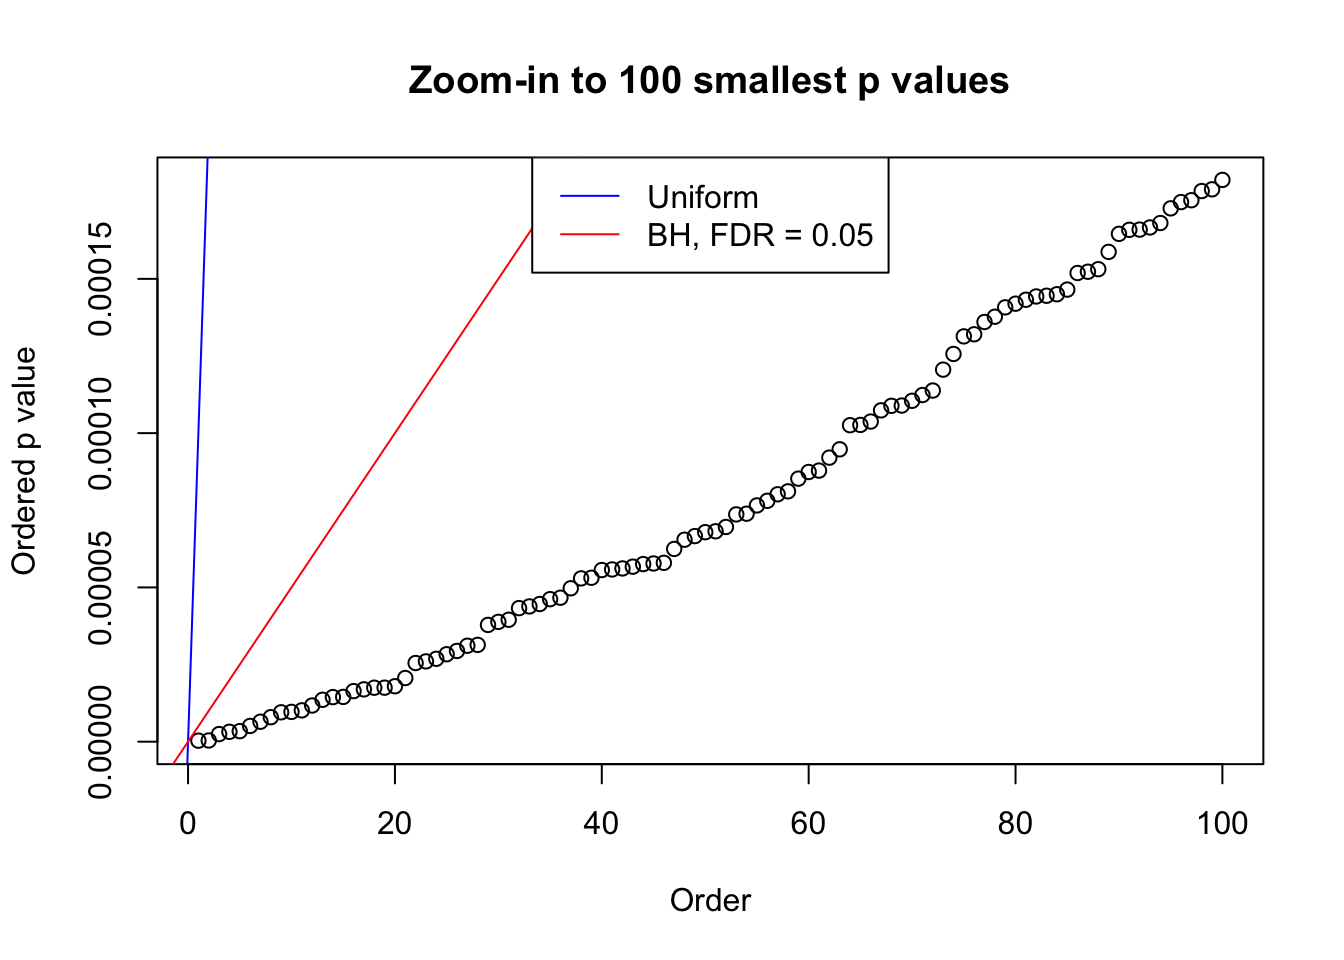 Zoom-in to 100 smallest p values
Uniform
BH, FDR = 0.05
Ordered p value
0.00015
0.00010
0.00005
0.00000
0 20 40 60 80 100
Order